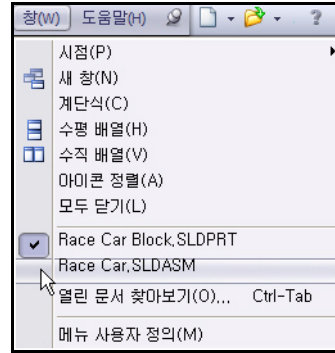 창(W) 도움말(H) ?
시점(P)
새 창(N)
계단식(C)
수평 배열(H)
수직 배열(V)
아이콘 정렬(A)
모두 닫기(L)
Race Car Block.SLDPRT
Race Car.SLDASM
열린 문서 찾아보기(O)... Ctrl-Tab
메뉴 사용자 정의(M)